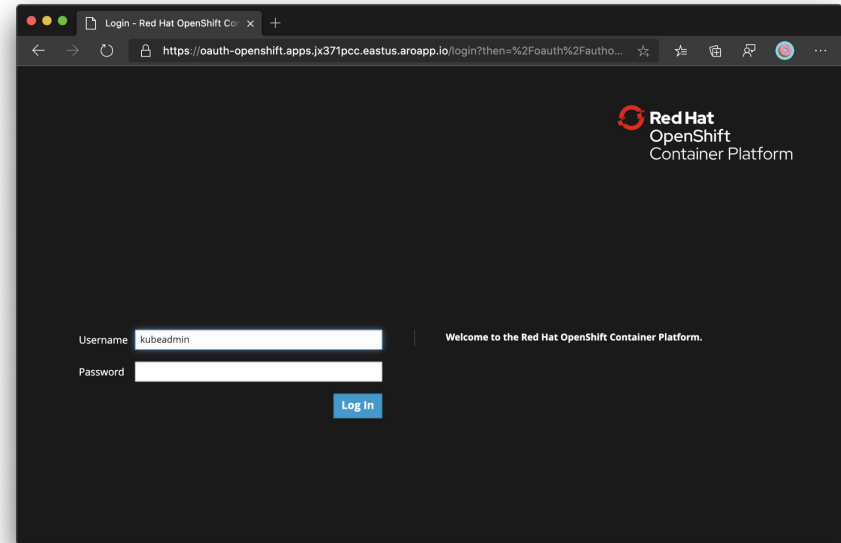 Login - Red Hat OpenShift Con
https://oauth-openshift.apps.jx371pcc.eastus.aroapp.io/login?then=%2Foauth%2Fautho...
Red Hat
OpenShift
Container Platform
Username kubeadmin
Welcome to the Red Hat OpenShift Container Platform.
Password
Log In